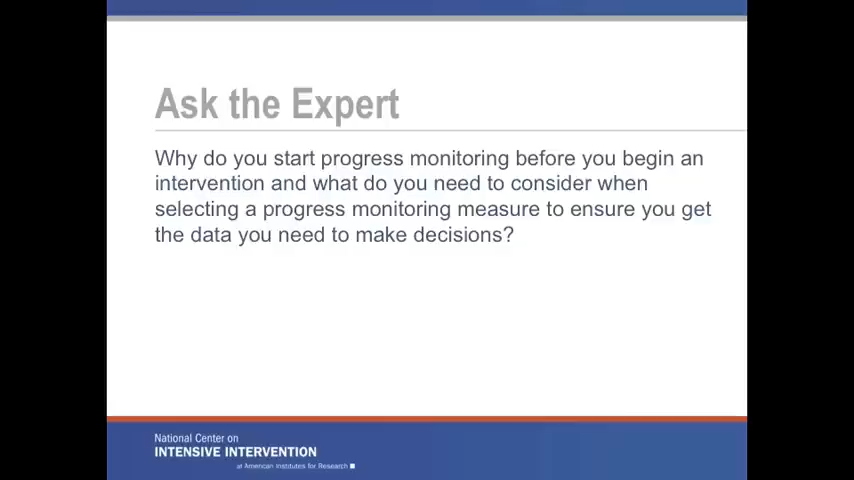 Ask the Expert
Why do you start progress monitoring before you begin an
intervention and what do you need to consider when
selecting a progress monitoring measure to ensure you get
the data you need to make decisions?
National Center on
INTENSIVE INTERVENTION
at American Institutes for Research